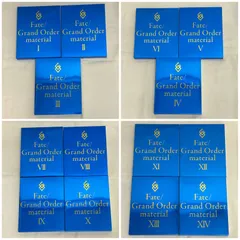 Fate/
Grand Order
material
I
Fate/
Grand Order
material
II
Fate/
Grand Order
material
III
Fate/
Grand Order
material
VI
Fate/
Grand Order
material
V
Fate/
Grand Order
material
IV
Fate/
Grand Order
material
VII
Fate/
Grand Order
material
VIII
Fate/
Grand Order
material
IX
Fate/
Grand Order
material
X
Fate/
Grand Order
material
XI
Fate/
Grand Order
material
XII
Fate/
Grand Order
material
XIII
Fate/
Grand Order
material
XIV